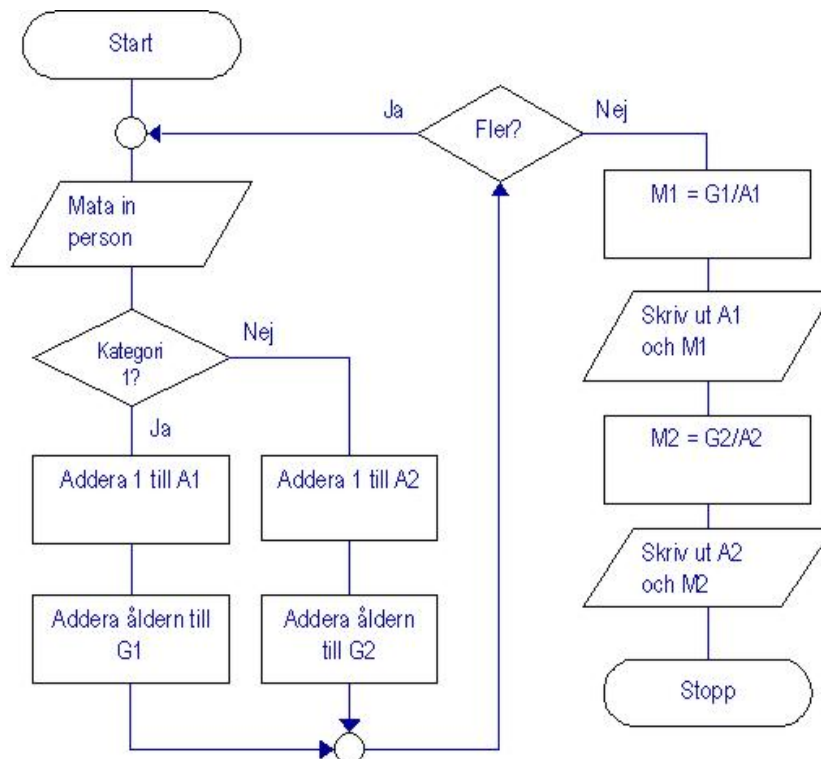 Start
Mata in
person
Kategori
1?
Nej
Ja
Addera 1 till A1
Addera åldern till
G1
Addera 1 till A2
Addera åldern
till G2
Fler?
Ja
Nej
M1 = G1/A1
Skriv ut A1
och M1
M2 = G2/A2
Skriv ut A2
och M2
Stopp